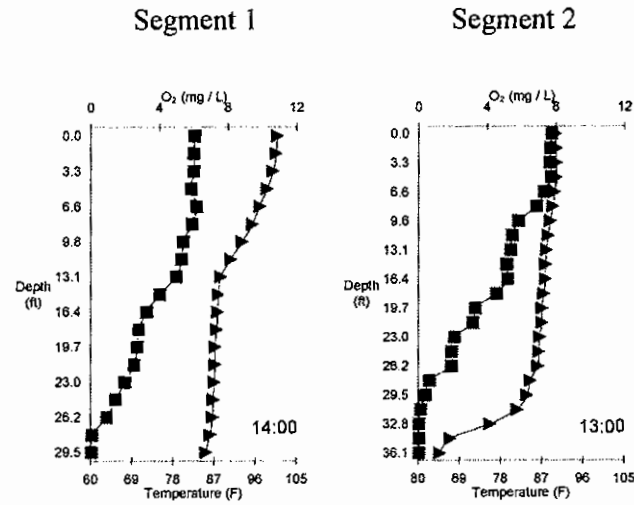 Segment 1
Segment 2
O₂ (mg / L)
0 4 8 12
0.0
3.3
6.6
9.8
13.1
16.4
19.7
23.0
26.2
29.5
Depth
(ft)
14:00
60 69 78 87 96 105
Temperature (F)
O₂ (mg / L)
0 4 8 12
0.0
3.3
6.6
9.6
13.1
16.4
19.7
23.0
26.2
29.5
32.8
36.1
Depth
(ft)
13:00
80 69 78 87 96 105
Temperature (F)